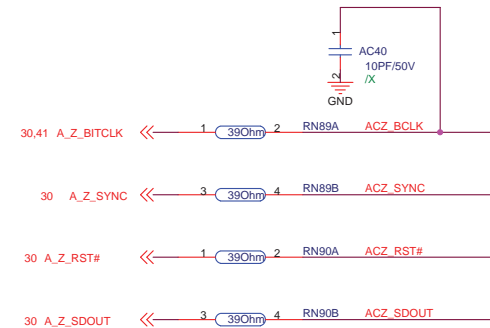 1
AC40
10PF/50V
/X
2
GND
30,41 A_Z_BITCLK 1 39Ohm 2 RN89A ACZ_BCLK
30 A_Z_SYNC 3 39Ohm 4 RN89B ACZ_SYNC
30 A_Z_RST# 1 39Ohm 2 RN90A ACZ_RST#
30 A_Z_SDOUT 3 39Ohm 4 RN90B ACZ_SDOUT